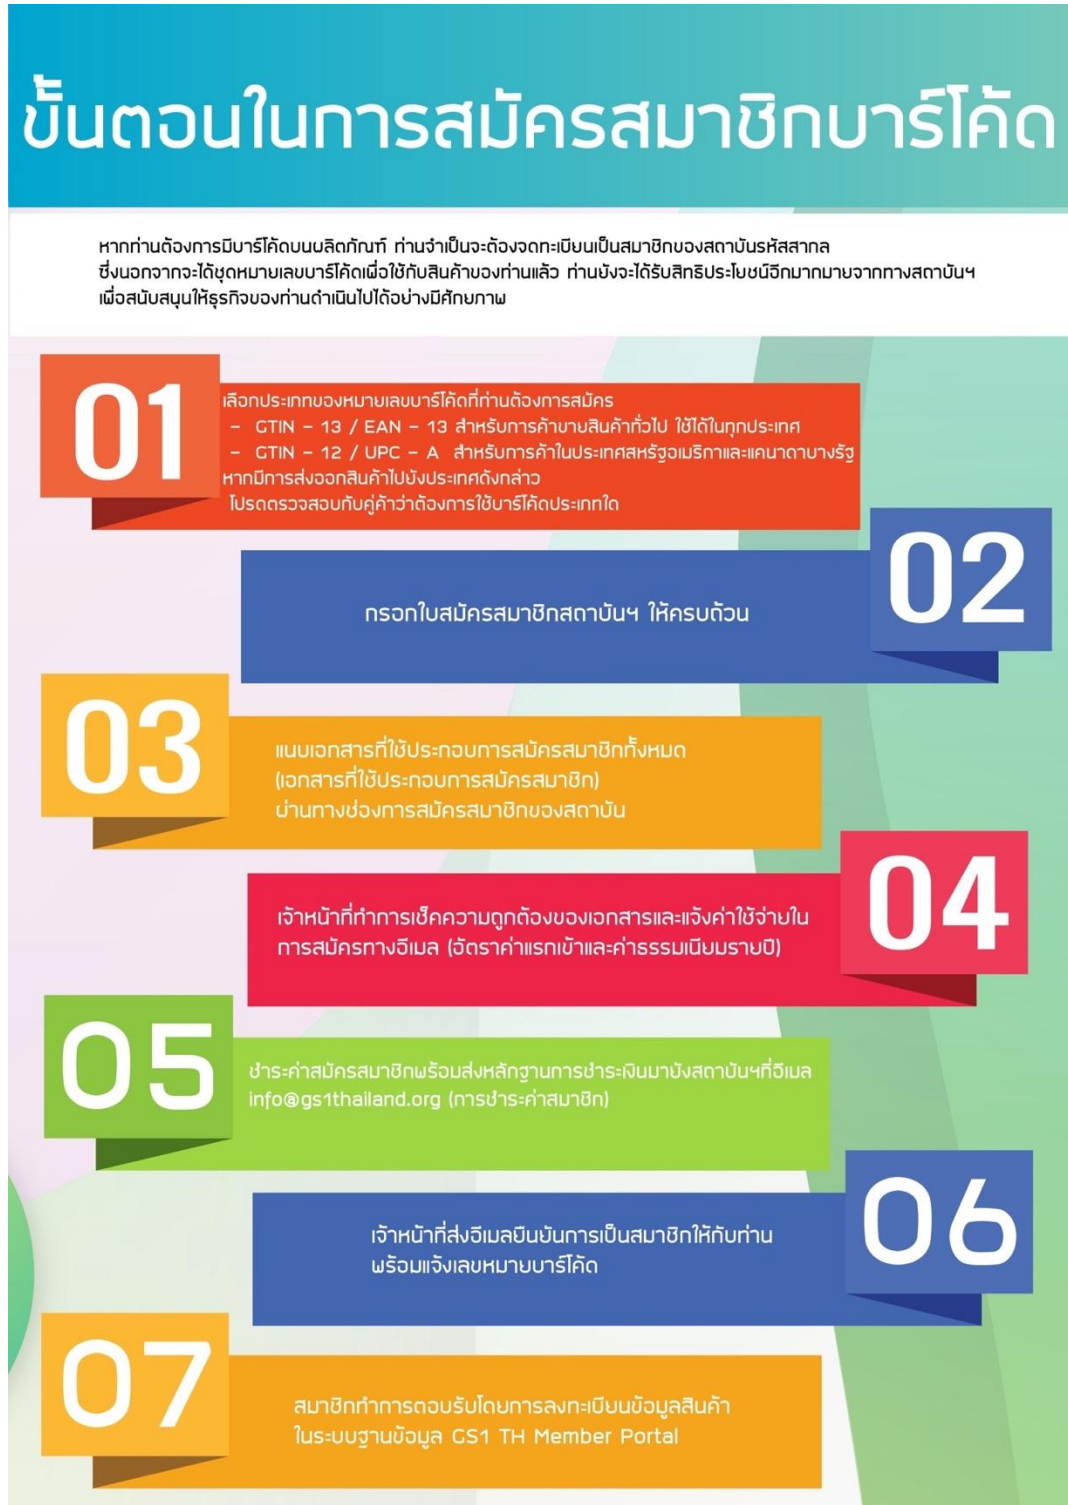 ขั้นตอนในการสมัครสมาชิกบาร์โค้ด
หากท่านต้องการมีบาร์โค้ดบนผลิตภัณฑ์ ท่านจำเป็นจะต้องจดทะเบียนเป็นสมาชิกของสถาบันรหัสสากล
ซึ่งนอกจากจะได้ชุดหมายเลขบาร์โค้ดเพื่อใช้กับสินค้าของท่านแล้ว ท่านยังจะได้รับสิทธิประโยชน์อีกมากมายจากทางสถาบันฯ
เพื่อสนับสนุนให้ธุรกิจของท่านดำเนินไปได้อย่างมีศักยภาพ
01
เลือกประเภทของหมายเลขบาร์โค้ดที่ท่านต้องการสมัคร
– GTIN – 13 / EAN – 13 สำหรับการค้าขายสินค้าทั่วไป ใช้ได้ในทุกประเทศ
– GTIN – 12 / UPC – A สำหรับการค้าในประเทศสหรัฐอเมริกาและแคนาดาบางรัฐ
หากมีการส่งออกสินค้าไปยังประเทศดังกล่าว
โปรดตรวจสอบกับคู่ค้าว่าต้องการใช้บาร์โค้ดประเภทใด
02
กรอกใบสมัครสมาชิกสถาบันฯ ให้ครบถ้วน
03
แนบเอกสารที่ใช้ประกอบการสมัครสมาชิกทั้งหมด
(เอกสารที่ใช้ประกอบการสมัครสมาชิก)
ผ่านทางช่องการสมัครสมาชิกของสถาบัน
04
เจ้าหน้าที่ทำการเช็คความถูกต้องของเอกสารและแจ้งค่าใช้จ่ายใน
การสมัครทางอีเมล (อัตราค่าแรกเข้าและค่าธรรมเนียมรายปี)
05
ชำระค่าสมัครสมาชิกพร้อมส่งหลักฐานการชำระเงินมายังสถาบันฯที่อีเมล
info@gs1thailand.org (การชำระค่าสมาชิก)
06
เจ้าหน้าที่ส่งอีเมลยืนยันการเป็นสมาชิกให้กับท่าน
พร้อมแจ้งเลขหมายบาร์โค้ด
07
สมาชิกทำการตอบรับโดยการลงทะเบียนข้อมูลสินค้า
ในระบบฐานข้อมูล GS1 TH Member Portal